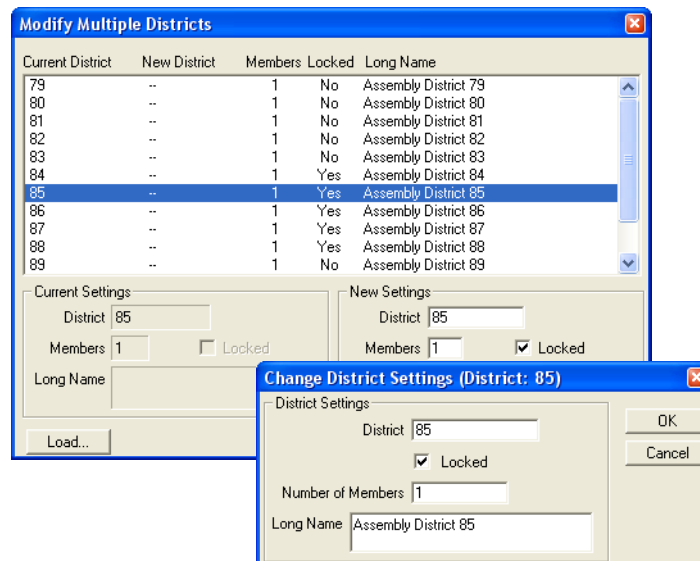 Modify Multiple Districts
Current District New District Members Locked Long Name
79 -- 1 No Assembly District 79
80 -- 1 No Assembly District 80
81 -- 1 No Assembly District 81
82 -- 1 No Assembly District 82
83 -- 1 No Assembly District 83
84 -- 1 Yes Assembly District 84
85 -- 1 Yes Assembly District 85
86 -- 1 Yes Assembly District 86
87 -- 1 Yes Assembly District 87
88 -- 1 Yes Assembly District 88
89 -- 1 No Assembly District 89
Current Settings New Settings
District 85 District 85
Members 1 Locked Members 1 Locked
Long Name
Load...
Change District Settings (District: 85)
District Settings
District 85 OK
Locked Cancel
Number of Members 1
Long Name Assembly District 85